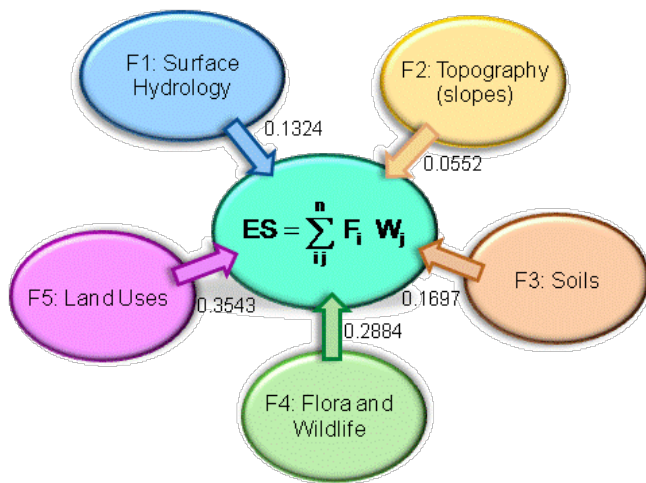 F1: Surface
Hydrology
F2: Topography
(slopes)
0.1324
0.0552
n
ES = ∑ Fi Wj
ij
F5: Land Uses
0.3543
0.1697
F3: Soils
0.2884
F4: Flora and
Wildlife